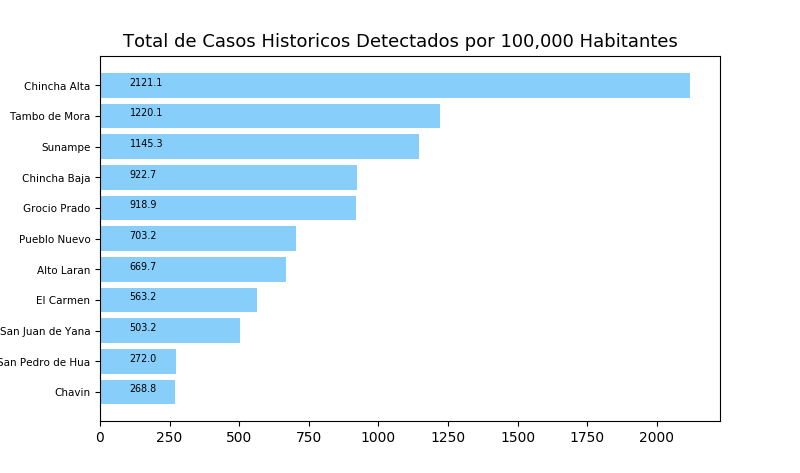 Total de Casos Historicos Detectados por 100,000 Habitantes
Chincha Alta 2121.1
Tambo de Mora 1220.1
Sunampe 1145.3
Chincha Baja 922.7
Grocio Prado 918.9
Pueblo Nuevo 703.2
Alto Laran 669.7
El Carmen 563.2
San Juan de Yana 503.2
San Pedro de Hua 272.0
Chavin 268.8
0 250 500 750 1000 1250 1500 1750 2000